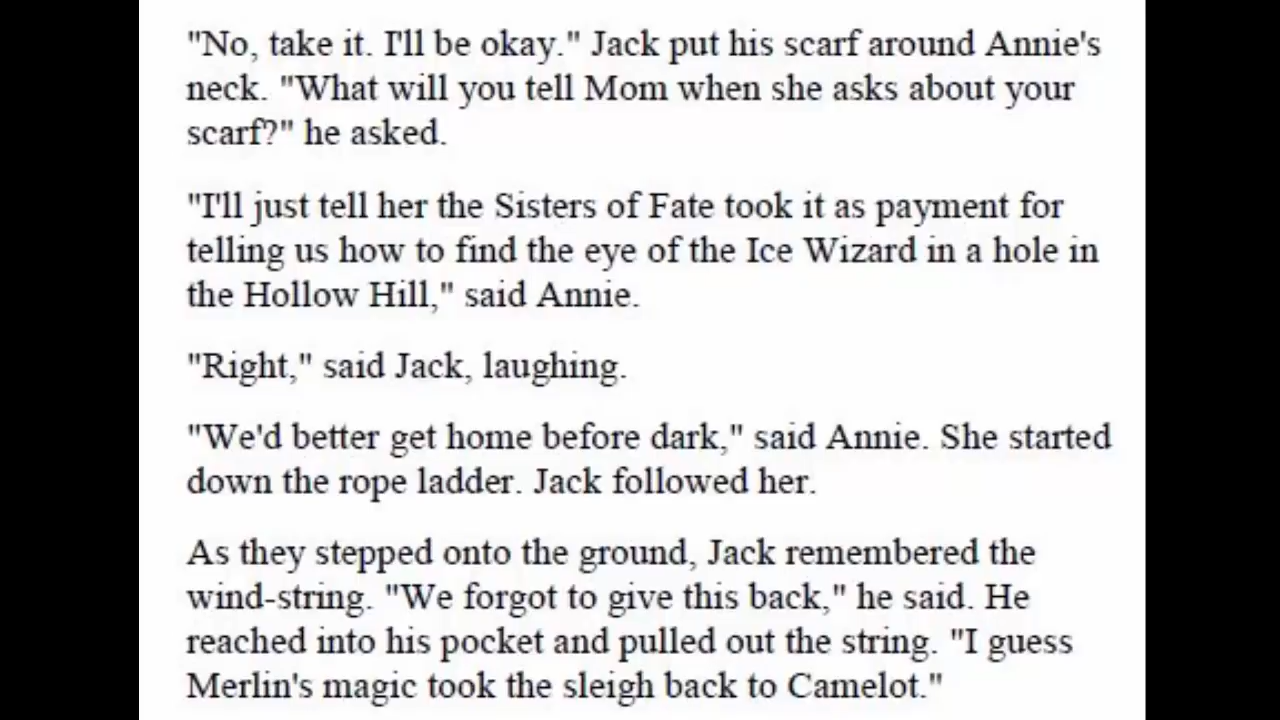 "No, take it. I'll be okay." Jack put his scarf around Annie's
neck. "What will you tell Mom when she asks about your
scarf?" he asked.
"I'll just tell her the Sisters of Fate took it as payment for
telling us how to find the eye of the Ice Wizard in a hole in
the Hollow Hill," said Annie.
"Right," said Jack, laughing.
"We'd better get home before dark," said Annie. She started
down the rope ladder. Jack followed her.
As they stepped onto the ground, Jack remembered the
wind-string. "We forgot to give this back," he said. He
reached into his pocket and pulled out the string. "I guess
Merlin's magic took the sleigh back to Camelot."